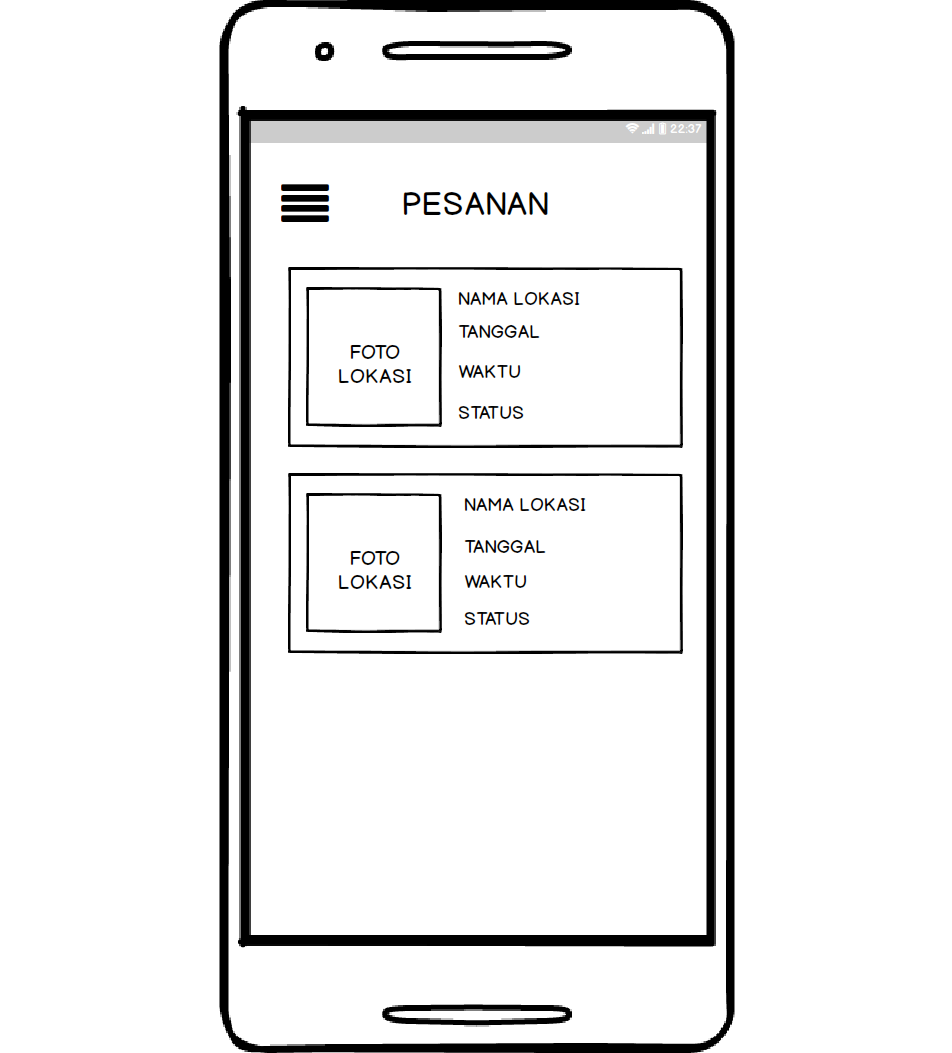 22:37
PESANAN
FOTO
LOKASI
NAMA LOKASI
TANGGAL
WAKTU
STATUS
FOTO
LOKASI
NAMA LOKASI
TANGGAL
WAKTU
STATUS